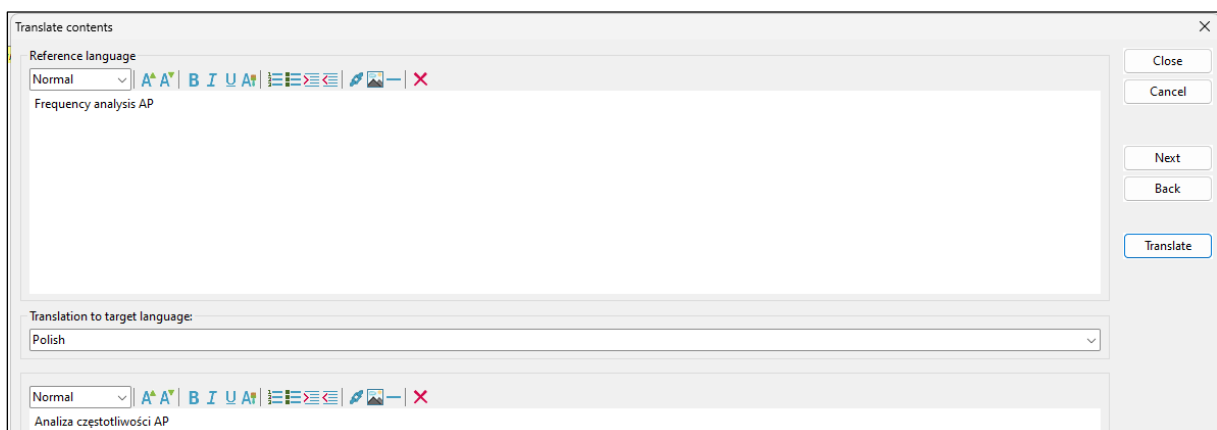 Translate contents
Reference language
Close
Normal
B I U
Cancel
Frequency analysis AP
Next
Back
Translate
Translation to target language:
Polish
Normal
B I U
Analiza częstotliwości AP